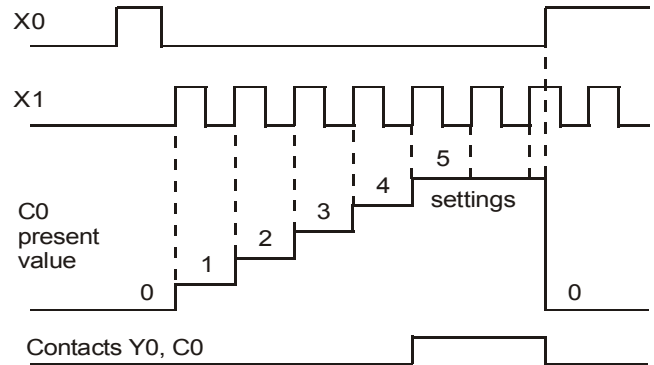 X0
X1
5
4
settings
3
C0
present
value
2
1
0
0
Contacts Y0, C0